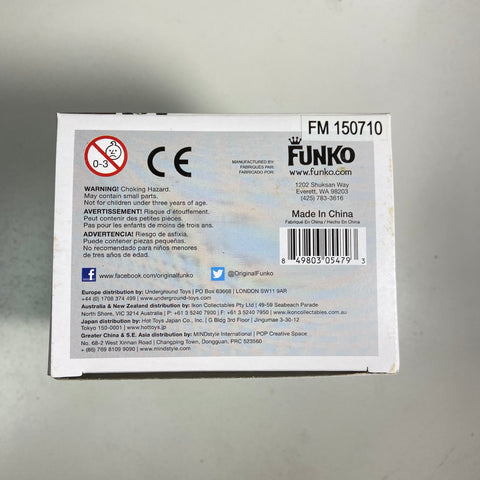 FM 150710
0-3
CE
MANUFACTURED BY:
FABRIQUÉS PAR:
FABRICADO POR:
FUNKO
www.funko.com
1202 Shuksan Way
Everett, WA 98203
(425) 783-3616
WARNING! Choking Hazard.
May contain small parts.
Not for children under three years of age.
AVERTISSEMENT! Risque d'étouffement.
Peut contenir des petites pièces.
Pas pour les enfants de moins de trois ans.
ADVERTENCIA! Riesgo de asfixia.
Puede contener piezas pequeñas.
No recomendado para niños menores
de tres años de edad.
Made In China
Fabriqué En China / Hecho En China
8 49803 05479 3
f www.facebook.com/originalfunko
@OriginalFunko
Europe distribution by: Underground Toys | PO Box 63068 | LONDON SW11 9AR
+44 (0) 1708 374 499 | www.underground-toys.com
Australia & New Zealand distribution by: Ikon Collectables Pty Ltd | 49-59 Seabeach Parade
North Shore, VIC 3214 Australia | P: +61 3 5240 7900 | F: +61 3 5240 7950 | www.ikoncollectables.com.au
Japan distribution by: Hot Toys Japan Co., Inc. | G Bldg 3rd Floor | Jingumae 3-30-12
Tokyo 150-0001 | www.hottoys.jp
Greater China & S.E. Asia distribution by: MINDstyle International | POP Creative Space
No. 68-2 West Xinnan Road | Changping Town, Dongguan, PRC 523560
+ (86) 769 8109 9090 | www.mindstyle.com